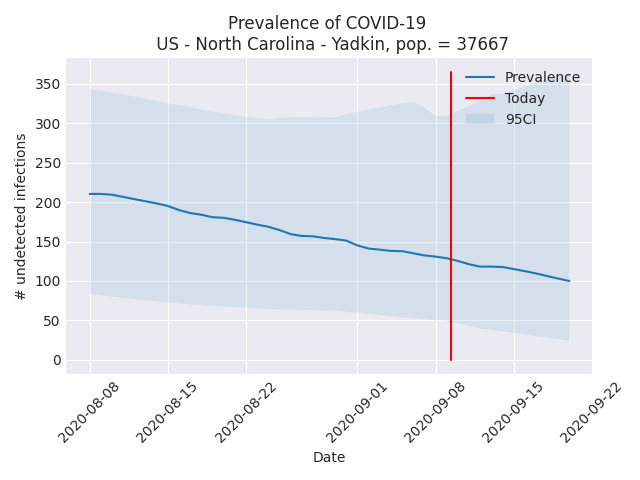 Prevalence of COVID-19
US - North Carolina - Yadkin, pop. = 37667
# undetected infections
350
300
250
200
150
100
50
0
Prevalence
Today
95CI
2020-08-08
2020-08-15
2020-08-22
2020-09-01
2020-09-08
2020-09-15
2020-09-22
Date